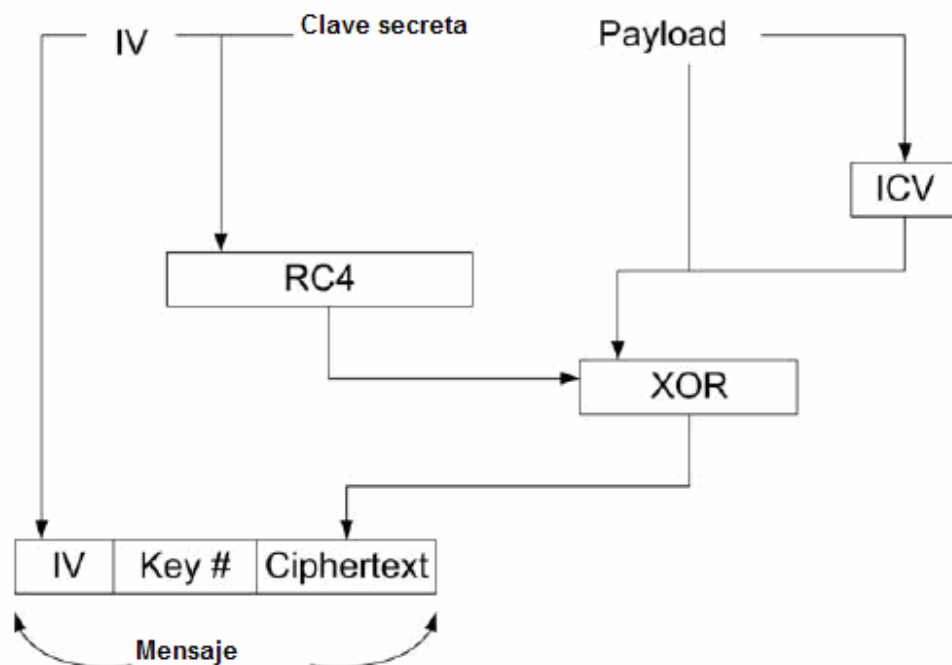 IV
Clave secreta
Payload
ICV
RC4
XOR
IV
Key #
Ciphertext
Mensaje